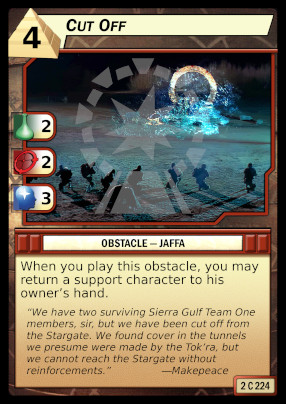 4
CUT OFF
2
2
3
OBSTACLE – JAFFA
When you play this obstacle, you may
return a support character to his
owner's hand.
"We have two surviving Sierra Gulf Team One
members, sir, but we have been cut off from
the Stargate. We found cover in the tunnels
we presume were made by the Tok'ra, but
we cannot reach the Stargate without
reinforcements." —Makepeace
2 C 224